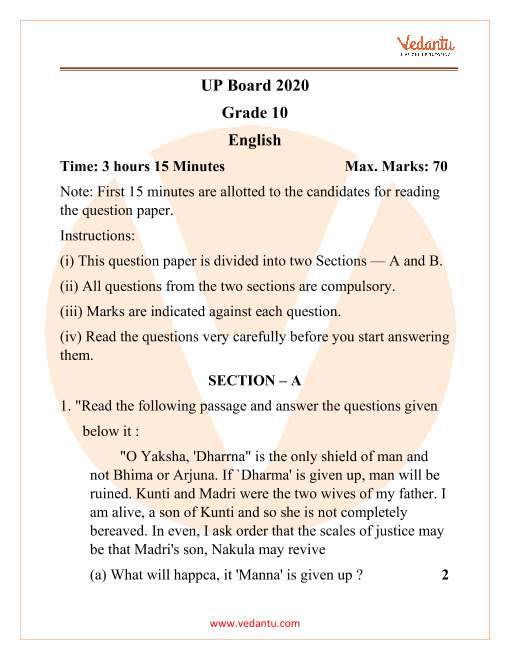 Vedantu
UP Board 2020
Grade 10
English
Time: 3 hours 15 Minutes Max. Marks: 70
Note: First 15 minutes are allotted to the candidates for reading
the question paper.
Instructions:
(i) This question paper is divided into two Sections — A and B.
(ii) All questions from the two sections are compulsory.
(iii) Marks are indicated against each question.
(iv) Read the questions very carefully before you start answering
them.
SECTION – A
1. "Read the following passage and answer the questions given
below it :
"O Yaksha, 'Dharrna" is the only shield of man and
not Bhima or Arjuna. If `Dharma' is given up, man will be
ruined. Kunti and Madri were the two wives of my father. I
am alive, a son of Kunti and so she is not completely
bereaved. In even, I ask order that the scales of justice may
be that Madri's son, Nakula may revive
(a) What will happca, it 'Manna' is given up ? 2
www.vedantu.com